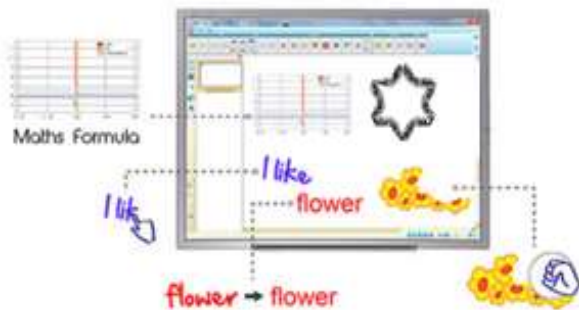 Maths Formula
I like
flower
I lik
flower → flower